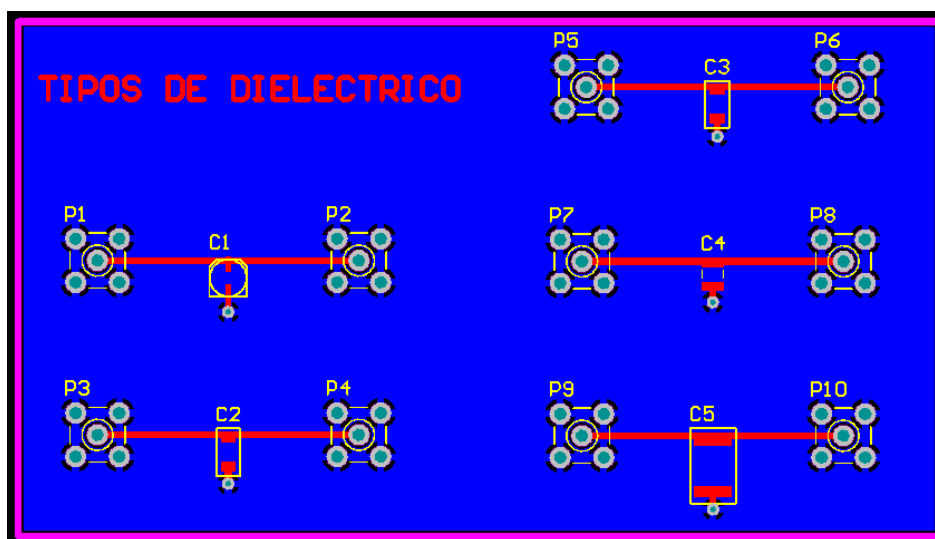 P5 P6
C3
TIPOS DE DIELECTRICO
P1 P2 P7 P8
C1 C4
P3 P4 P9 P10
C2 C5